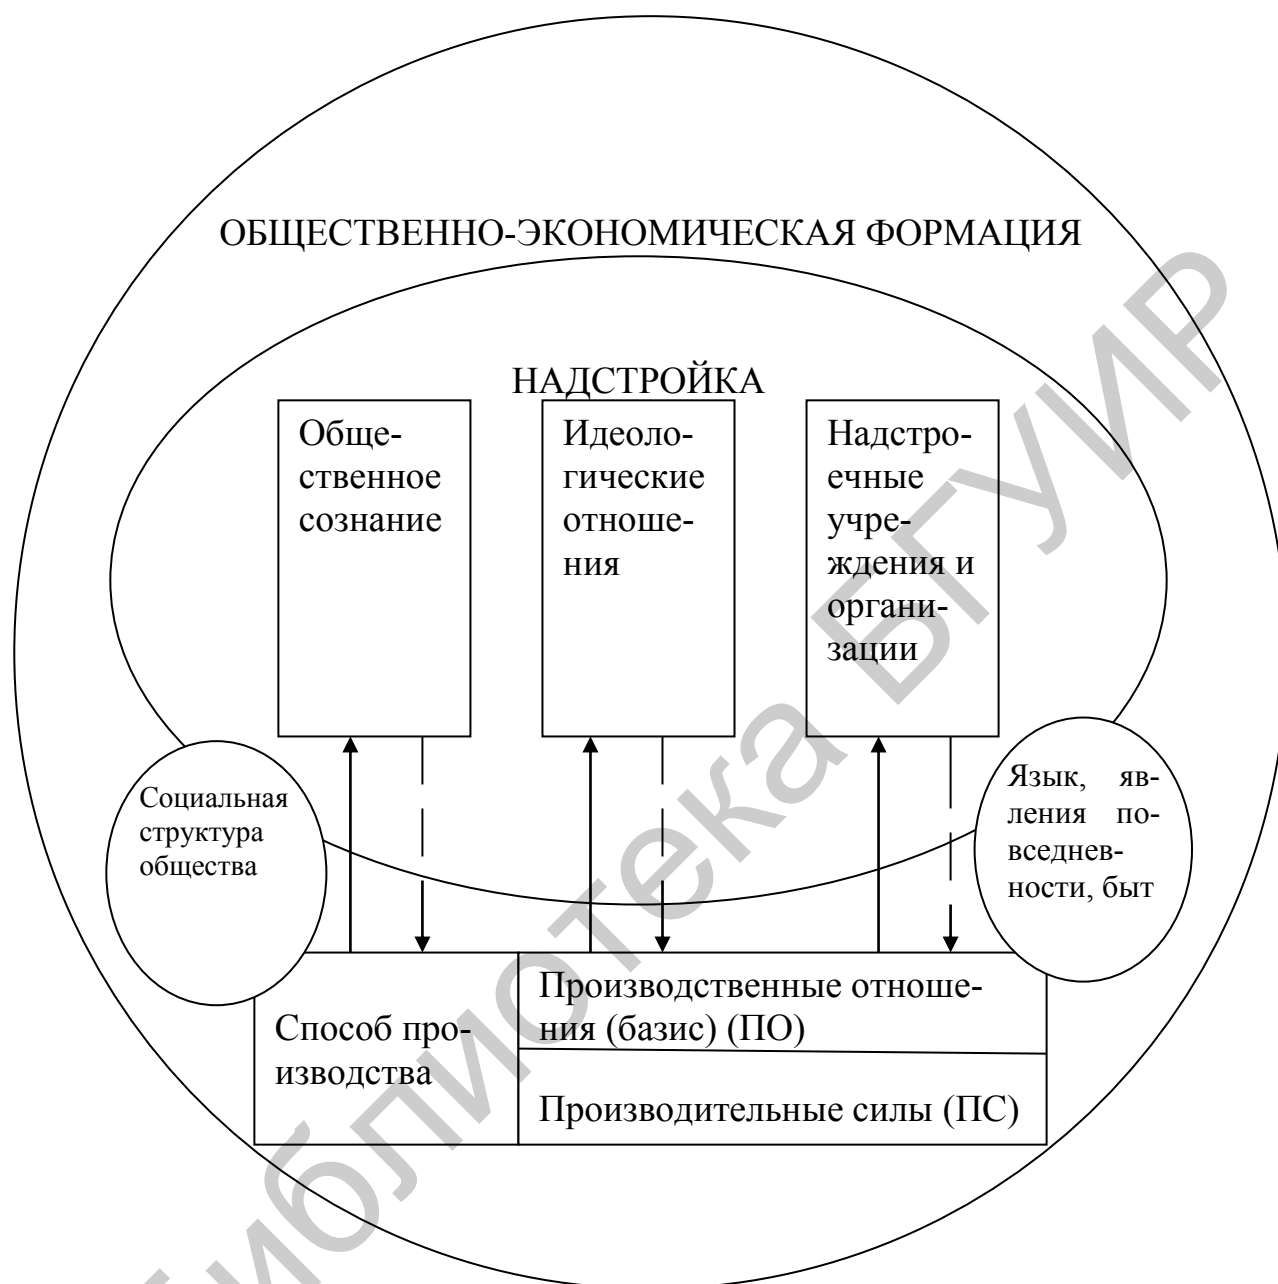 ОБЩЕСТВЕННО-ЭКОНОМИЧЕСКАЯ ФОРМАЦИЯ
НАДСТРОЙКА
Обще-
ственное
сознание
Идеоло-
гические
отноше-
ния
Надстро-
ечные
учре-
ждения и
органи-
зации
Социальная
структура
общества
Язык, яв-
ления по-
вседнев-
ности, быт
Способ про-
изводства
Производственные отноше-
ния (базис) (ПО)
Производительные силы (ПС)
Библиотека БГУИР